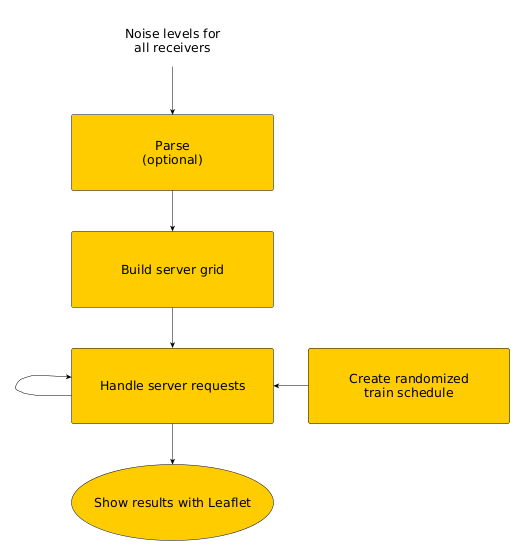 Noise levels for
all receivers
Parse
(optional)
Build server grid
Handle server requests
Create randomized
train schedule
Show results with Leaflet